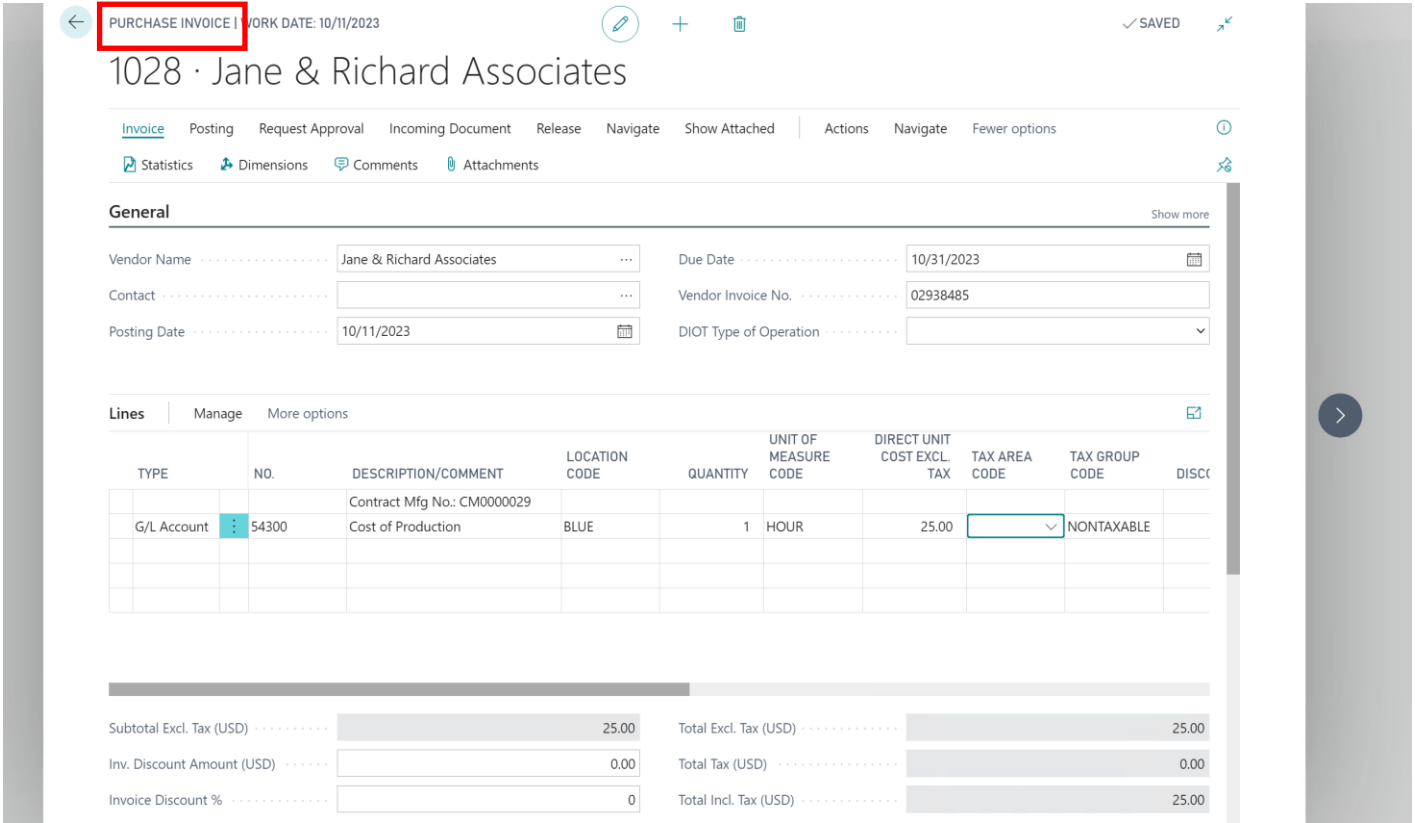 PURCHASE INVOICE | WORK DATE: 10/11/2023
SAVED
1028 · Jane & Richard Associates
Invoice Posting Request Approval Incoming Document Release Navigate Show Attached Actions Navigate Fewer options
Statistics Dimensions Comments Attachments
General Show more
Vendor Name Jane & Richard Associates Due Date 10/31/2023
Contact Vendor Invoice No. 02938485
Posting Date 10/11/2023 DIOT Type of Operation
Lines Manage More options
TYPE NO. DESCRIPTION/COMMENT LOCATION CODE QUANTITY UNIT OF MEASURE CODE DIRECT UNIT COST EXCL. TAX TAX AREA CODE TAX GROUP CODE
Contract Mfg No.: CM0000029
G/L Account 54300 Cost of Production BLUE 1 HOUR 25.00 NONTAXABLE
Subtotal Excl. Tax (USD) 25.00 Total Excl. Tax (USD) 25.00
Inv. Discount Amount (USD) 0.00 Total Tax (USD) 0.00
Invoice Discount % 0 Total Incl. Tax (USD) 25.00